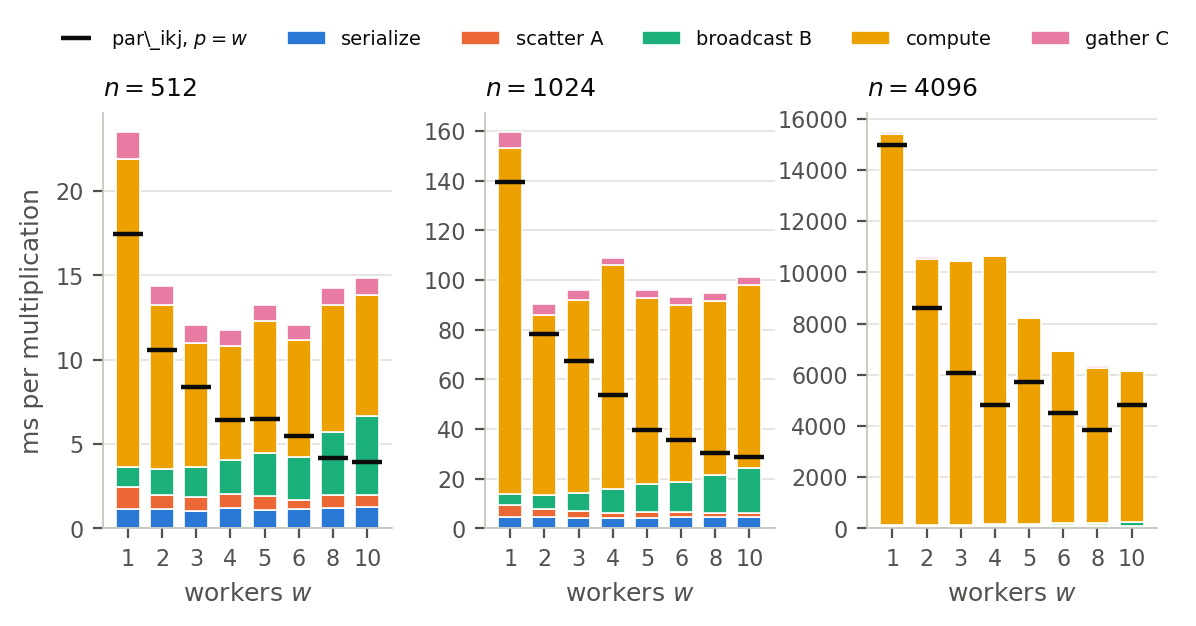 par\_ikj, p = w serialize scatter A broadcast B compute gather C
n = 512 n = 1024 n = 4096
ms per multiplication
20
15
10
5
0
1 2 3 4 5 6 8 10
workers w
160
140
120
100
80
60
40
20
0
1 2 3 4 5 6 8 10
workers w
16000
14000
12000
10000
8000
6000
4000
2000
0
1 2 3 4 5 6 8 10
workers w